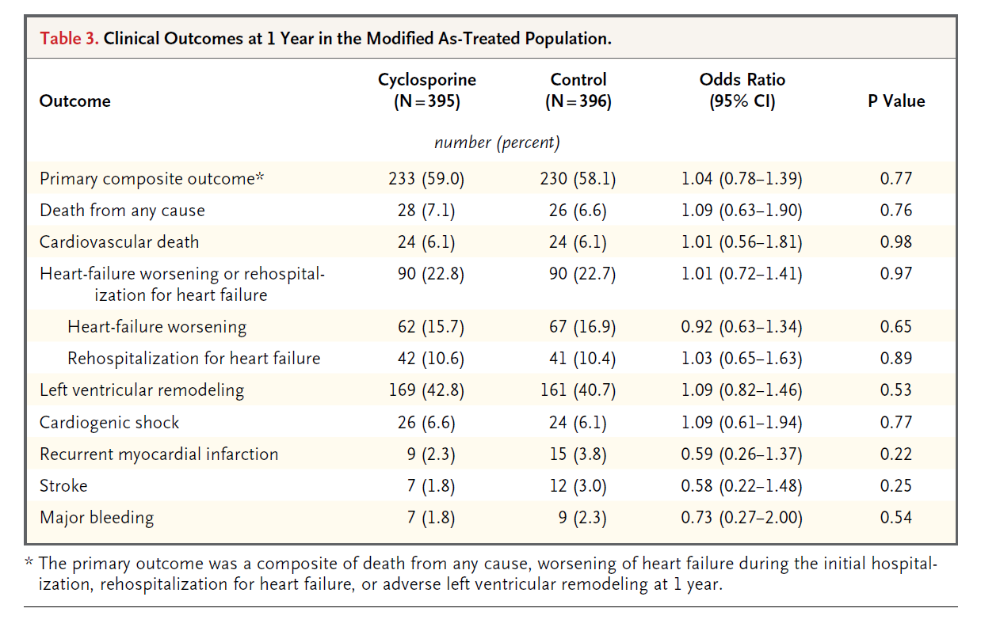 Table 3. Clinical Outcomes at 1 Year in the Modified As-Treated Population.
Outcome Cyclosporine (N=395) Control (N=396) Odds Ratio (95% CI) P Value
number (percent)
Primary composite outcome* 233 (59.0) 230 (58.1) 1.04 (0.78–1.39) 0.77
Death from any cause 28 (7.1) 26 (6.6) 1.09 (0.63–1.90) 0.76
Cardiovascular death 24 (6.1) 24 (6.1) 1.01 (0.56–1.81) 0.98
Heart-failure worsening or rehospital- 90 (22.8) 90 (22.7) 1.01 (0.72–1.41) 0.97
ization for heart failure
Heart-failure worsening 62 (15.7) 67 (16.9) 0.92 (0.63–1.34) 0.65
Rehospitalization for heart failure 42 (10.6) 41 (10.4) 1.03 (0.65–1.63) 0.89
Left ventricular remodeling 169 (42.8) 161 (40.7) 1.09 (0.82–1.46) 0.53
Cardiogenic shock 26 (6.6) 24 (6.1) 1.09 (0.61–1.94) 0.77
Recurrent myocardial infarction 9 (2.3) 15 (3.8) 0.59 (0.26–1.37) 0.22
Stroke 7 (1.8) 12 (3.0) 0.58 (0.22–1.48) 0.25
Major bleeding 7 (1.8) 9 (2.3) 0.73 (0.27–2.00) 0.54
* The primary outcome was a composite of death from any cause, worsening of heart failure during the initial hospital-
ization, rehospitalization for heart failure, or adverse left ventricular remodeling at 1 year.